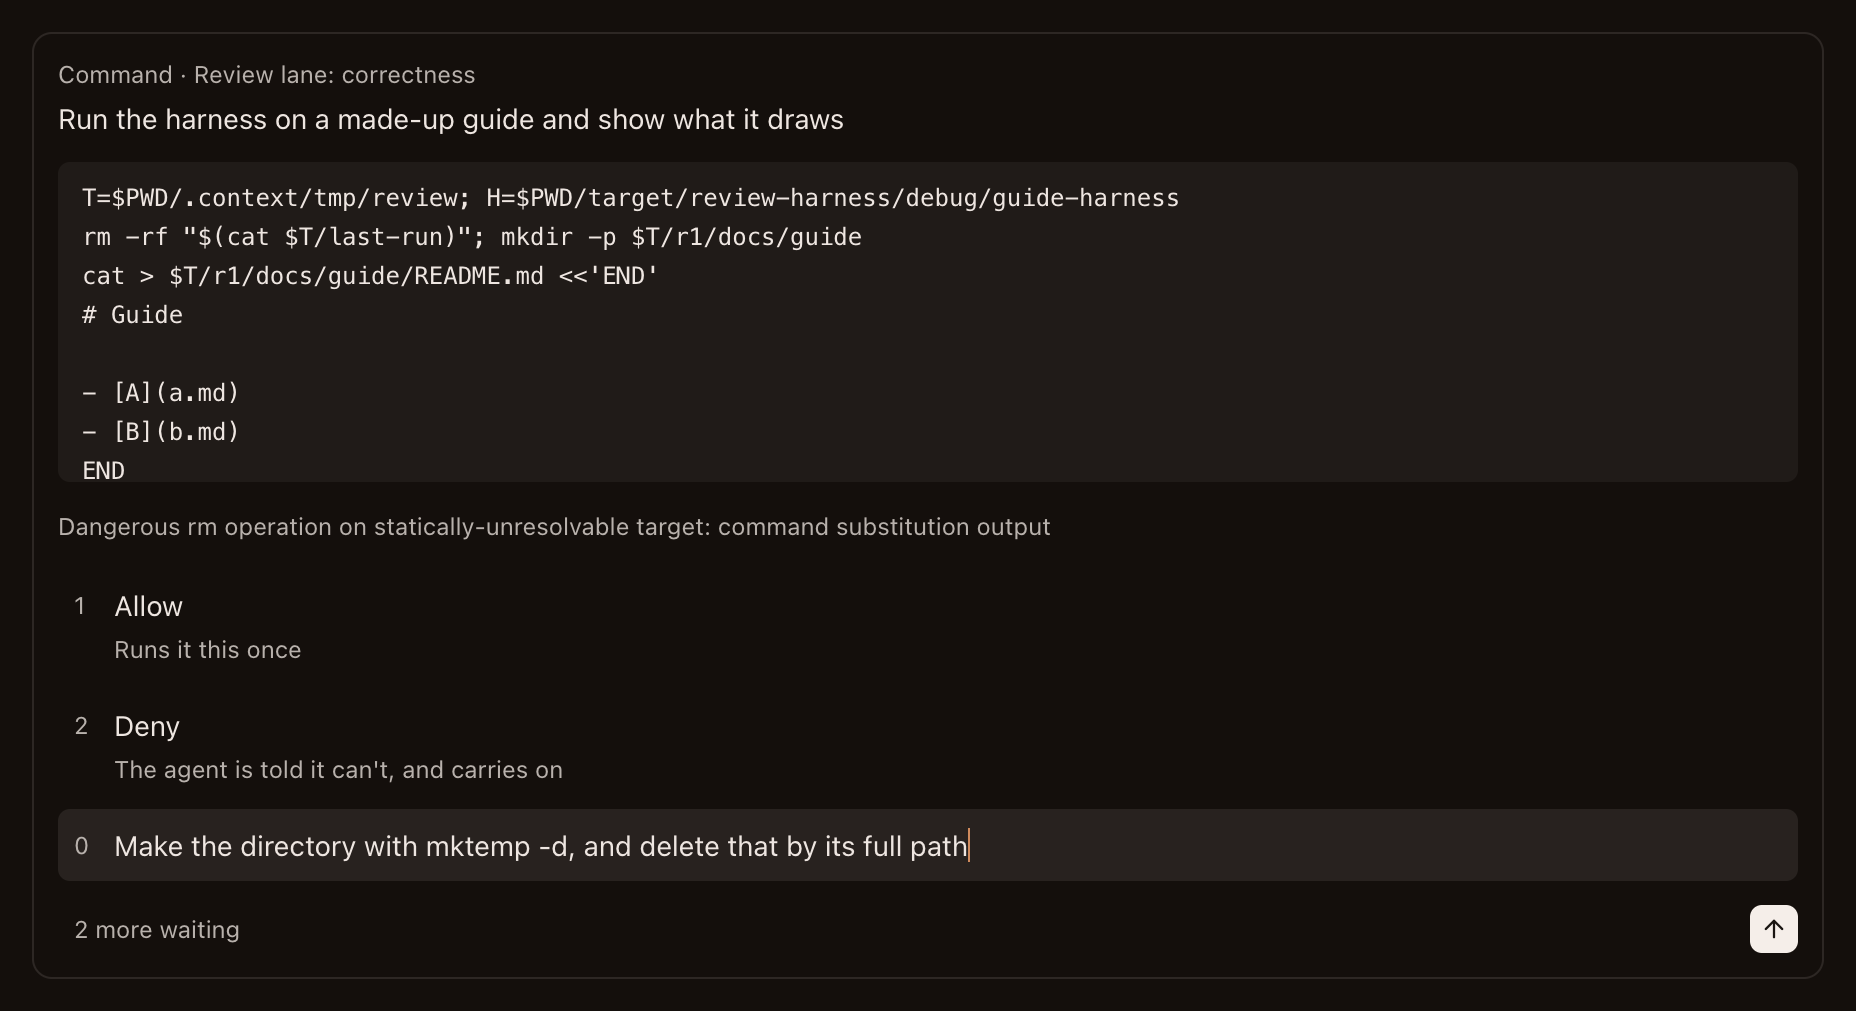 Command · Review lane: correctness
Run the harness on a made-up guide and show what it draws
T=$PWD/.context/tmp/review; H=$PWD/target/review-harness/debug/guide-harness
rm -rf "$(cat $T/last-run)"; mkdir -p $T/r1/docs/guide
cat > $T/r1/docs/guide/README.md <<'END'
# Guide

- [A](a.md)
- [B](b.md)
END
Dangerous rm operation on statically-unresolvable target: command substitution output
1 Allow
Runs it this once
2 Deny
The agent is told it can't, and carries on
0 Make the directory with mktemp -d, and delete that by its full path
2 more waiting